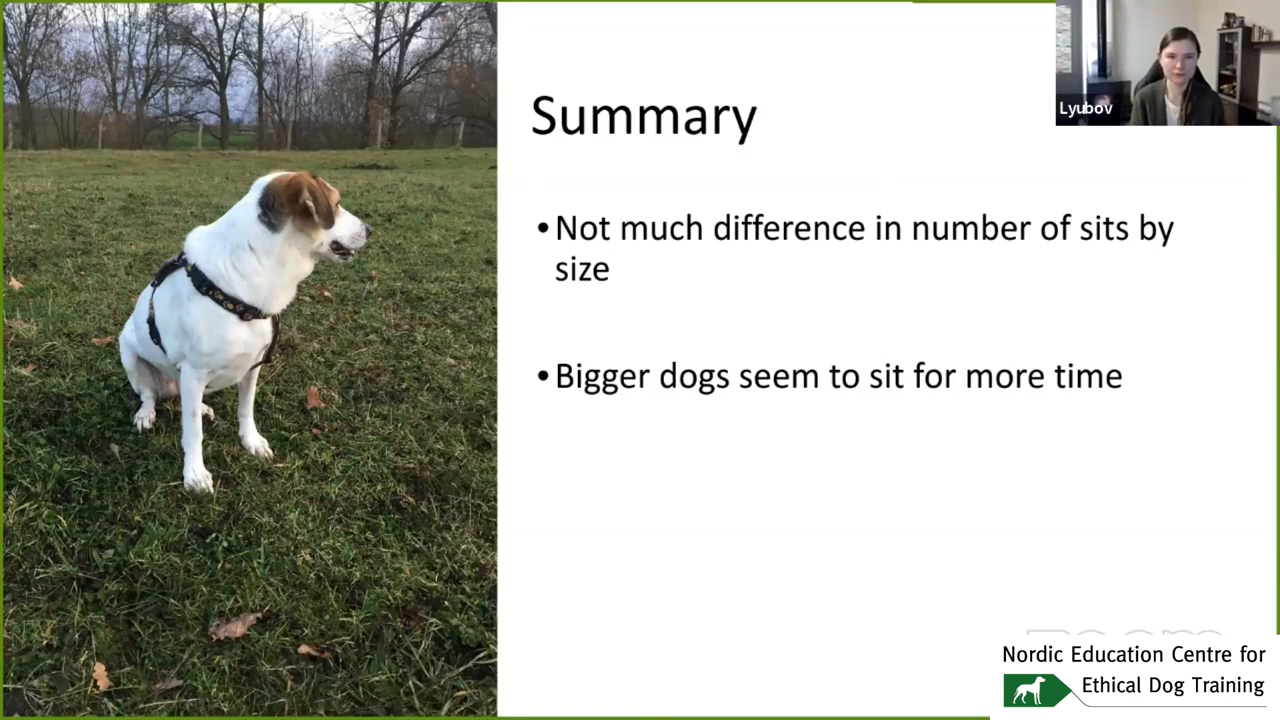 Lyubov
Summary
•Not much difference in number of sits by
size
•Bigger dogs seem to sit for more time
zoom
Nordic Education Centre for
Ethical Dog Training